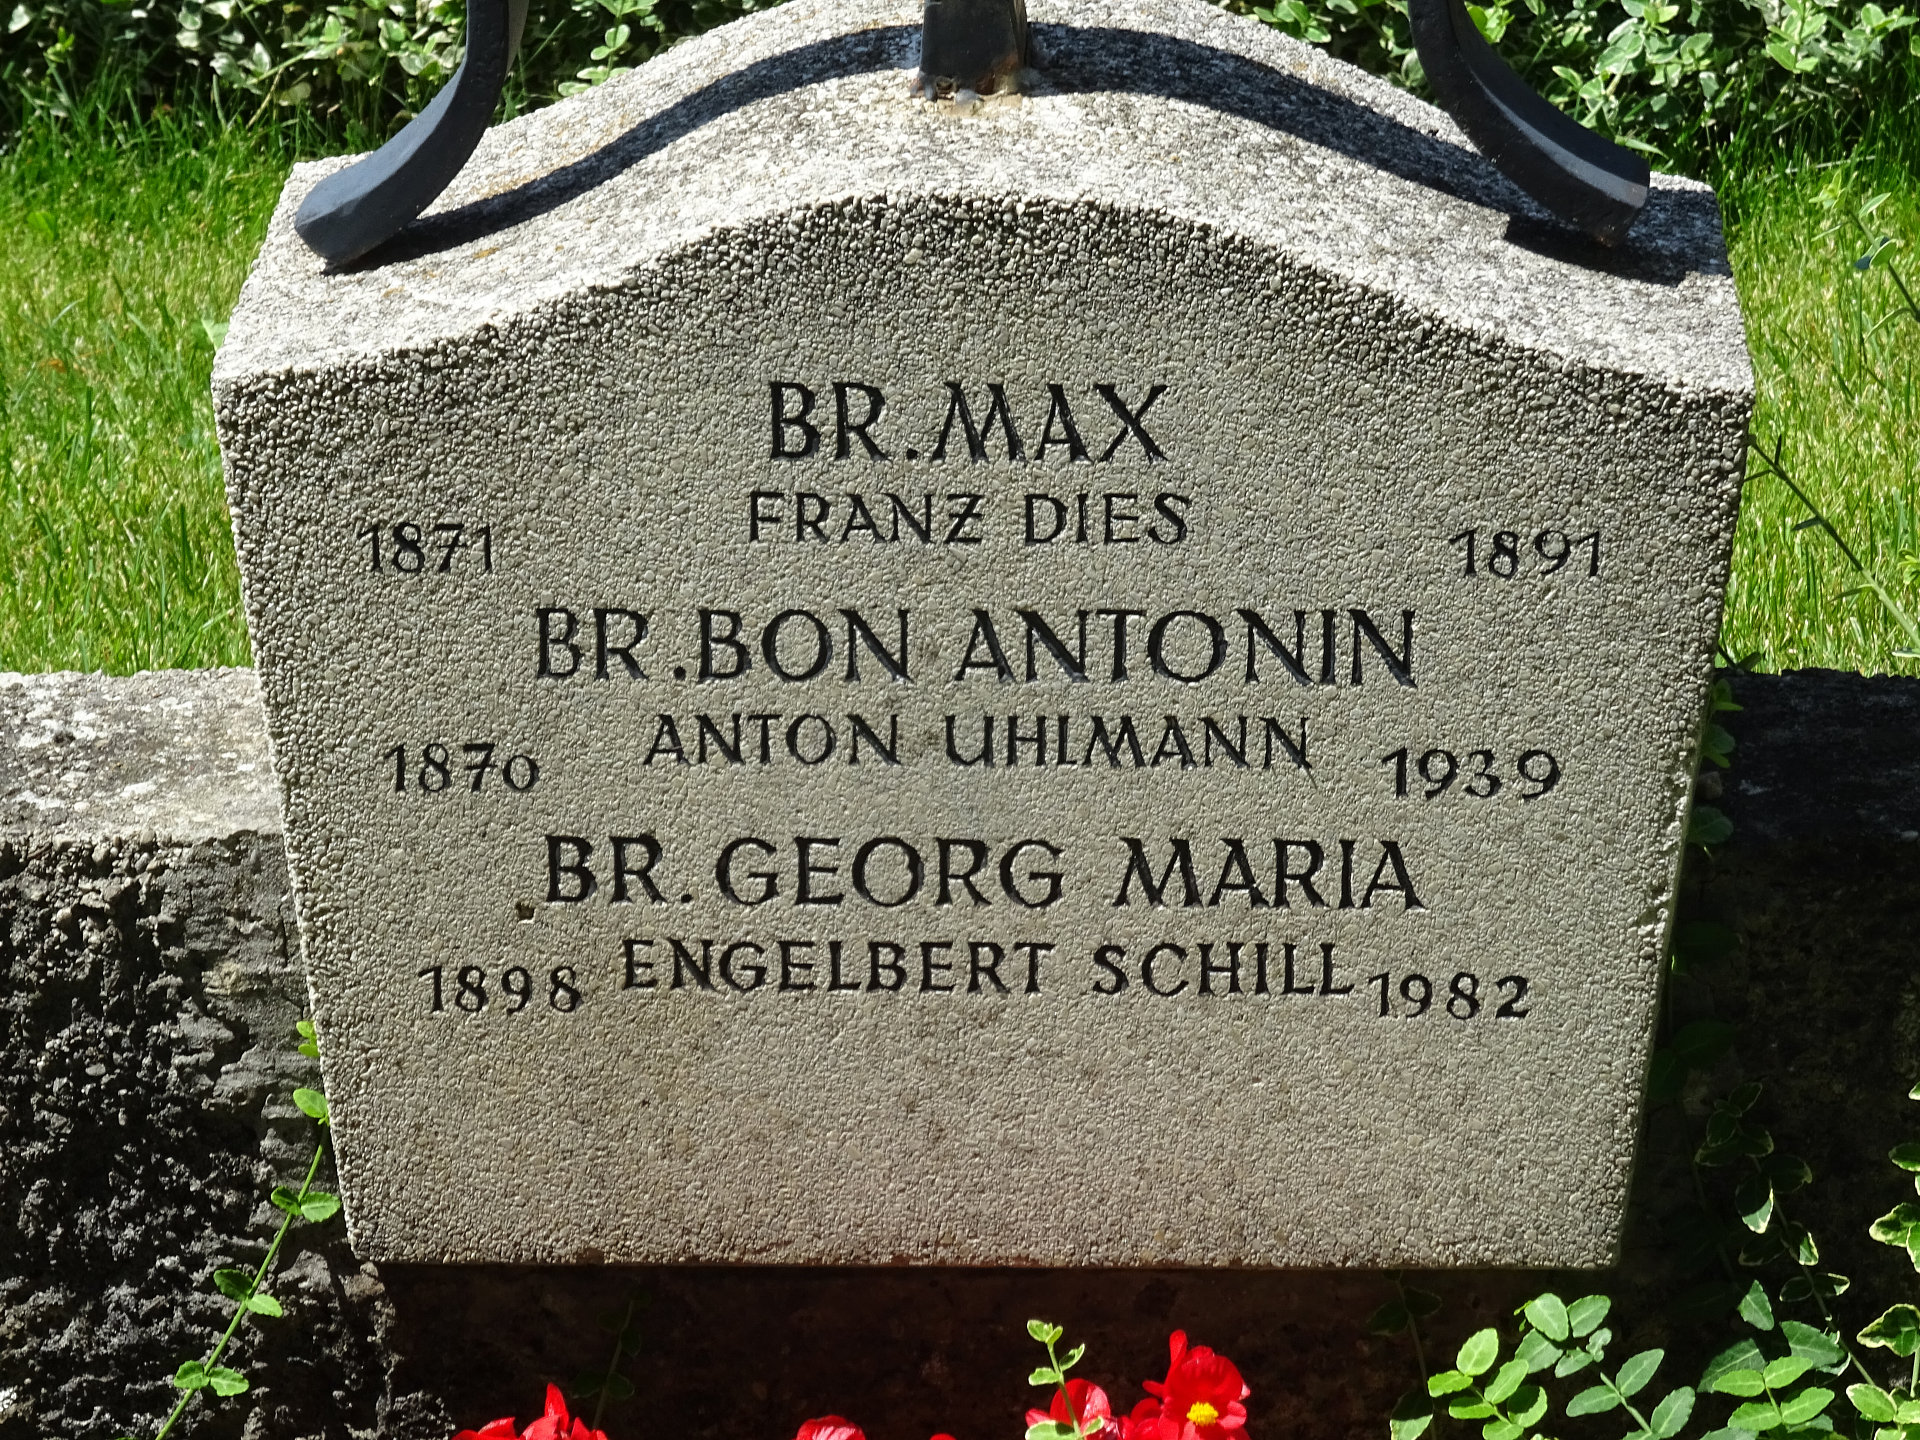 BR. MAX
1871 FRANZ DIES 1891
BR. BON ANTONIN
1870 ANTON UHLMANN 1939
BR. GEORG MARIA
1898 ENGELBERT SCHILL 1982